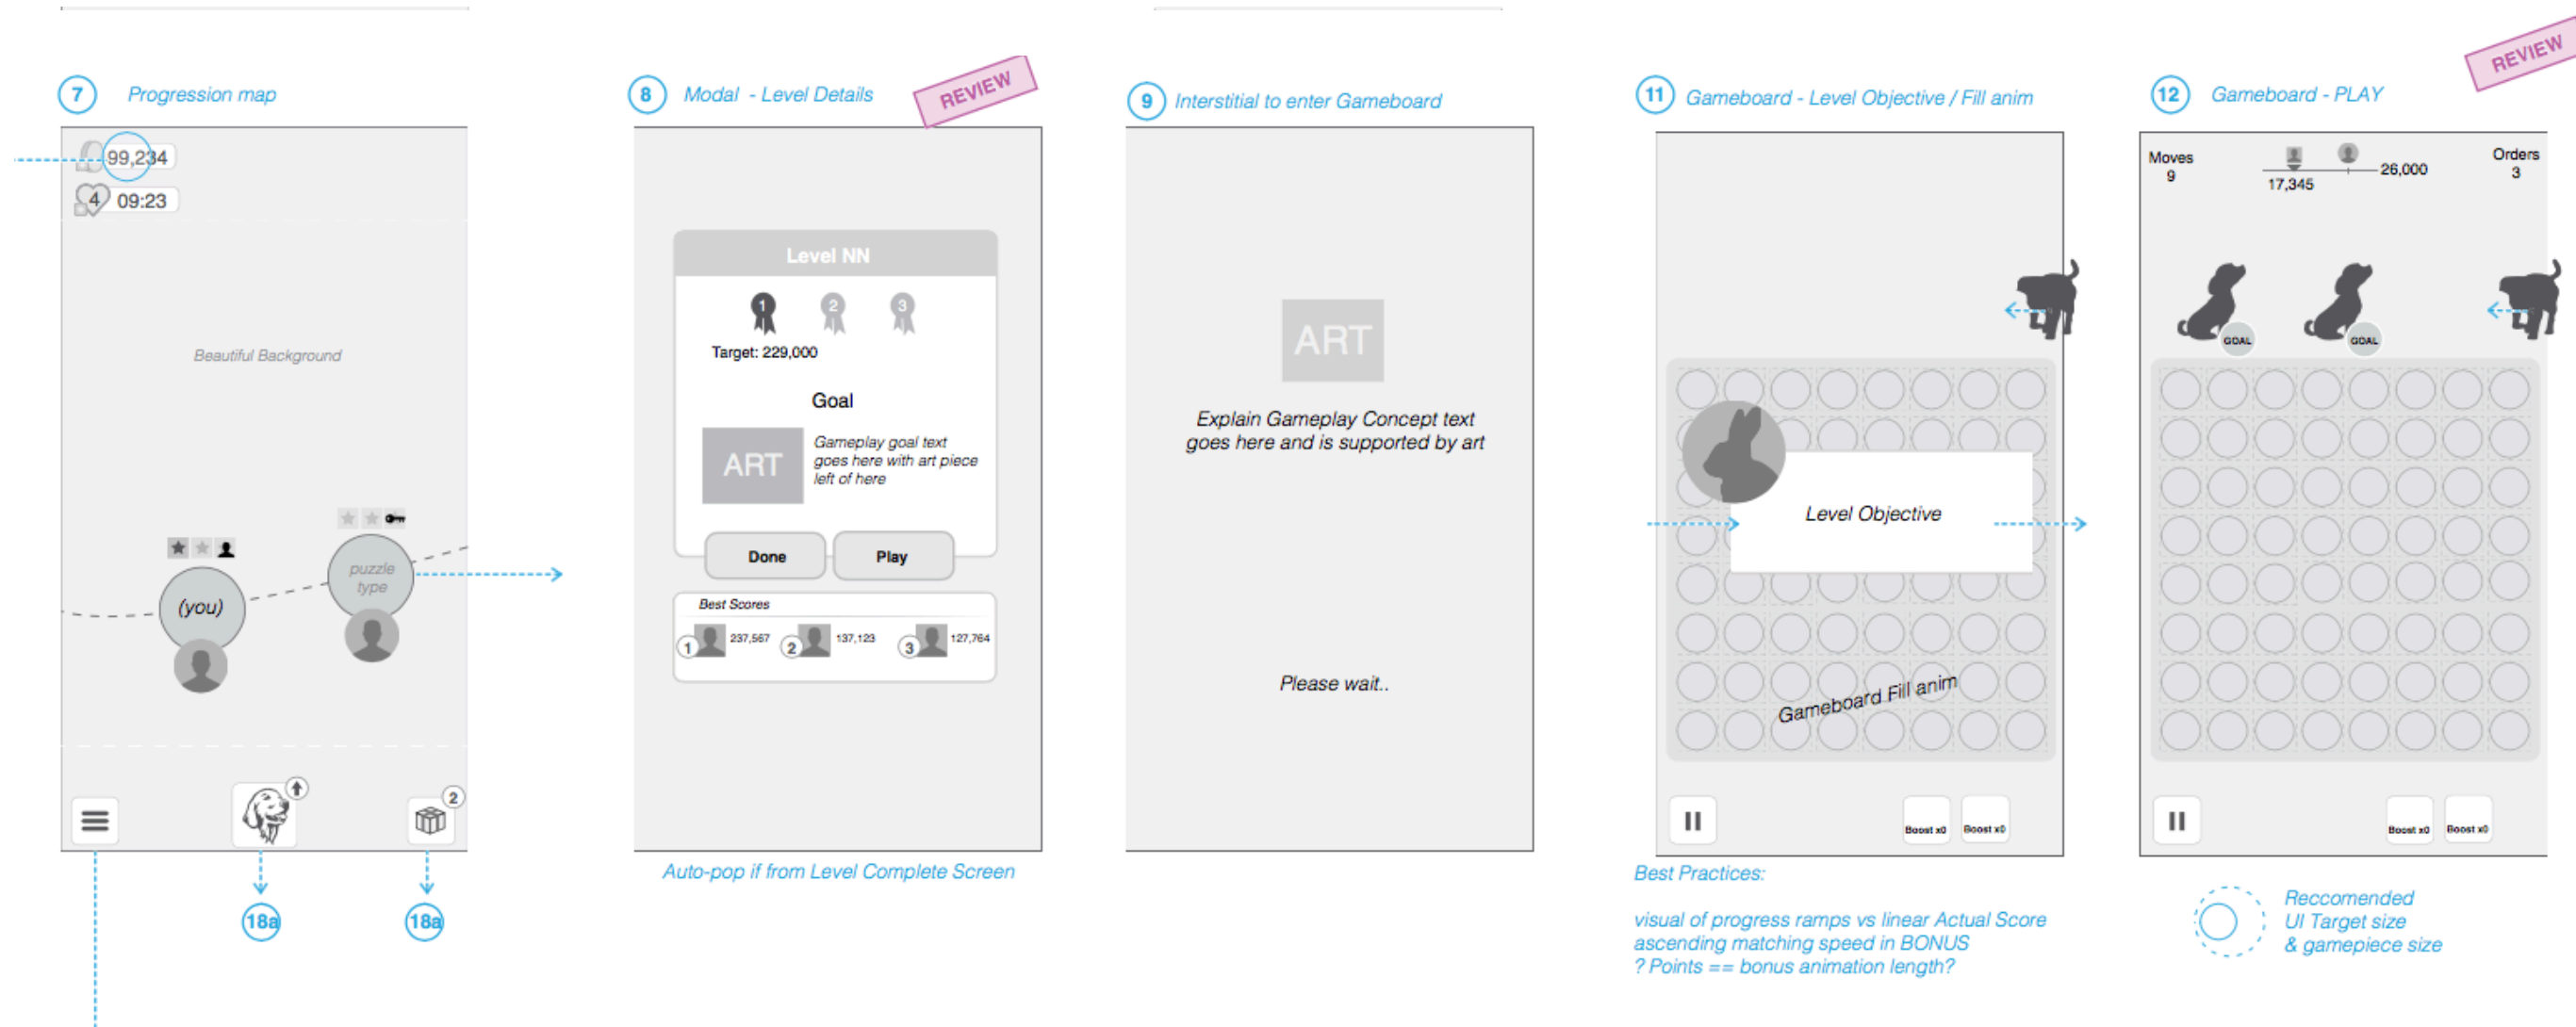 7 Progression map
99,234
4 09:23
Beautiful Background
(you)
puzzle
type
2
18a
18a
8 Modal - Level Details
REVIEW
Level NN
1 2 3
Target: 229,000
Goal
ART
Gameplay goal text
goes here with art piece
left of here
Done Play
Best Scores
1 237,567 2 137,123 3 127,764
Auto-pop if from Level Complete Screen
9 Interstitial to enter Gameboard
ART
Explain Gameplay Concept text
goes here and is supported by art
Please wait..
11 Gameboard - Level Objective / Fill anim
Level Objective
Gameboard Fill anim
Boost x0 Boost x0
Best Practices:
visual of progress ramps vs linear Actual Score
ascending matching speed in BONUS
? Points == bonus animation length?
12 Gameboard - PLAY
REVIEW
Moves
9
17,345
26,000
Orders
3
GOAL GOAL
Boost x0 Boost x0
Reccomended
UI Target size
& gamepiece size